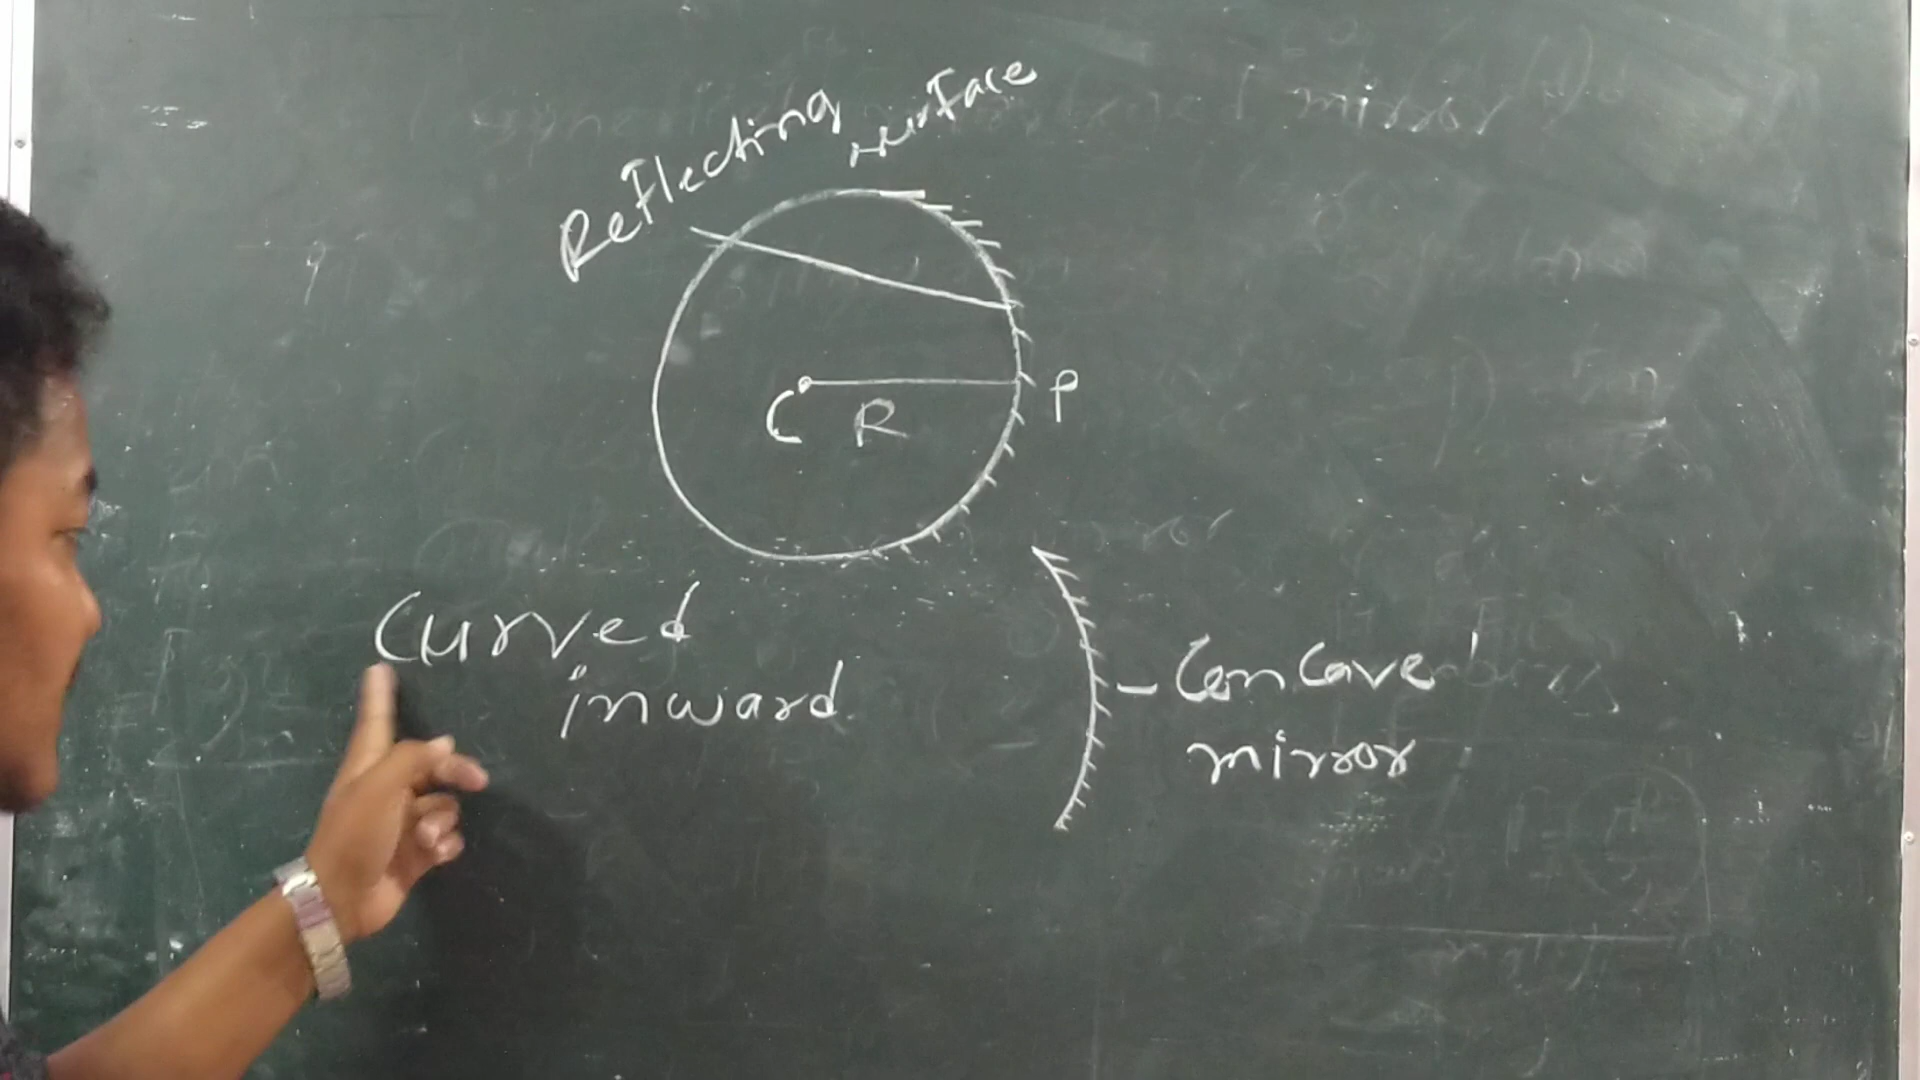 Reflecting surface
C
R
P
Curved
inward
- Concave
mirror